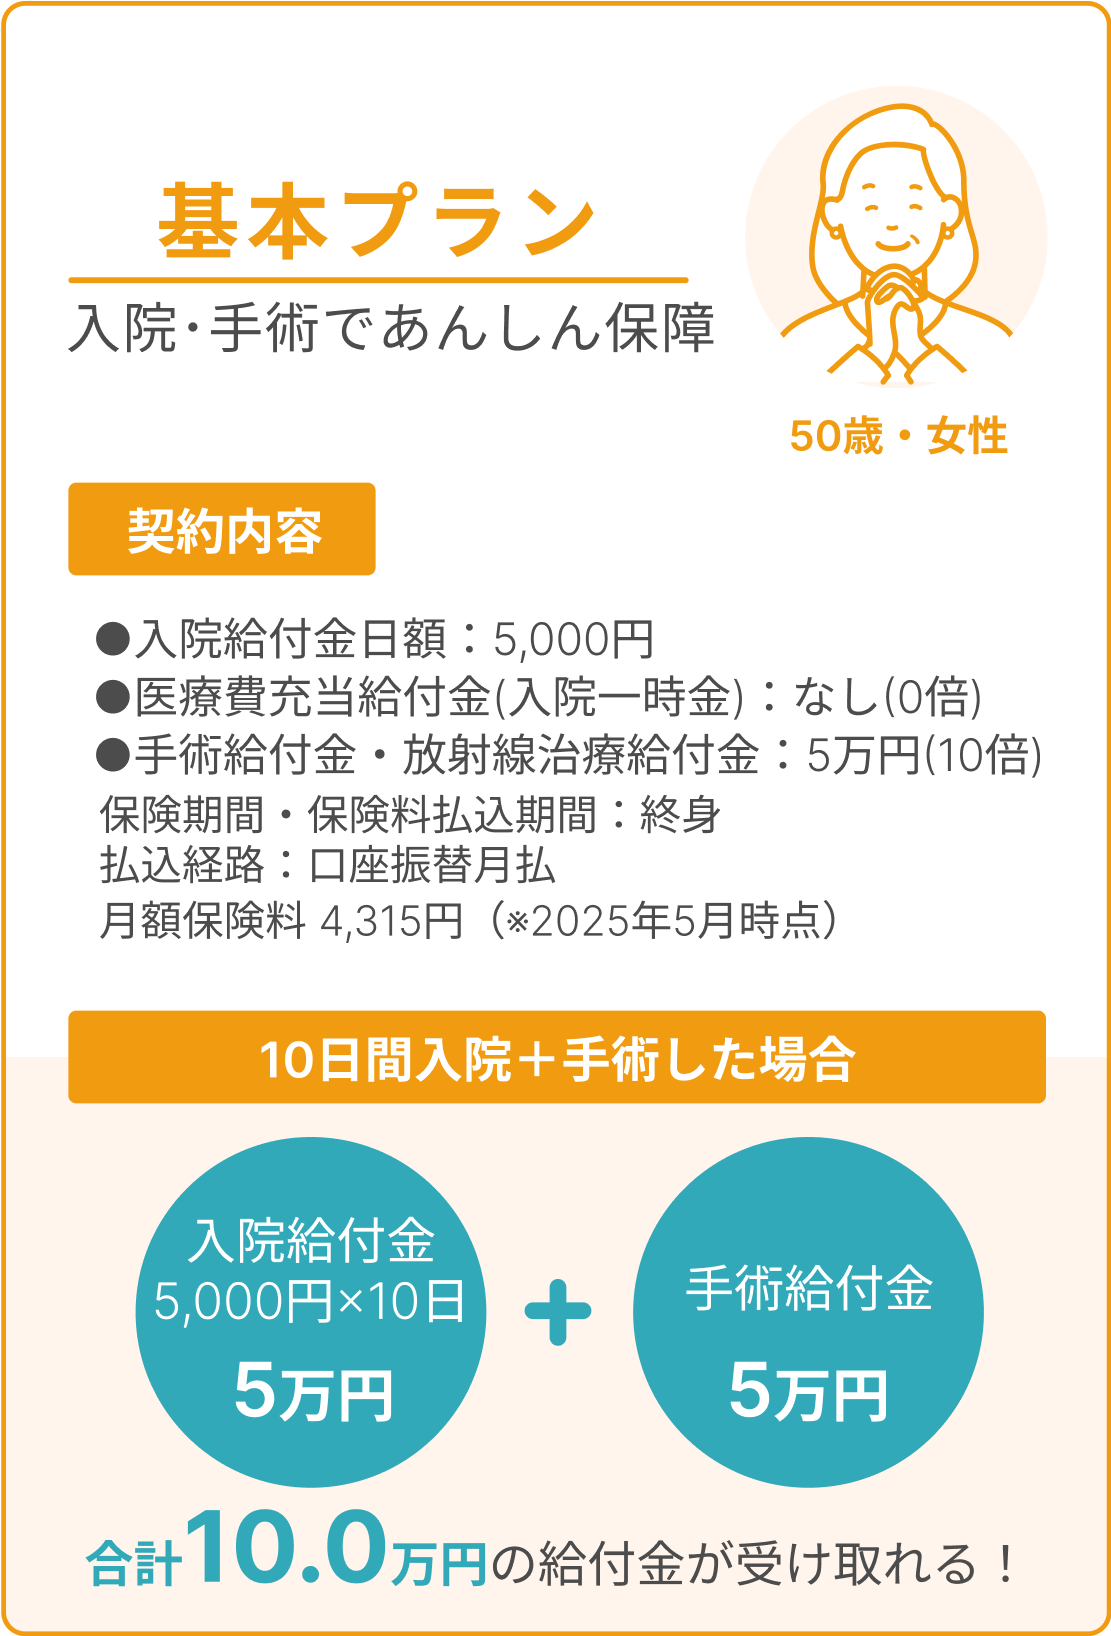 基本プラン
入院·手術であんしん保障
50歳・女性
契約内容
●入院給付金日額：5,000円
●医療費充当給付金(入院一時金)：なし(0倍)
●手術給付金・放射線治療給付金：5万円(10倍)
保険期間・保険料払込期間：終身
払込経路：口座振替月払
月額保険料 4,315円（※2025年5月時点）
10日間入院＋手術した場合
入院給付金
5,000円×10日
5万円
+
手術給付金
5万円
合計10.0万円の給付金が受け取れる！